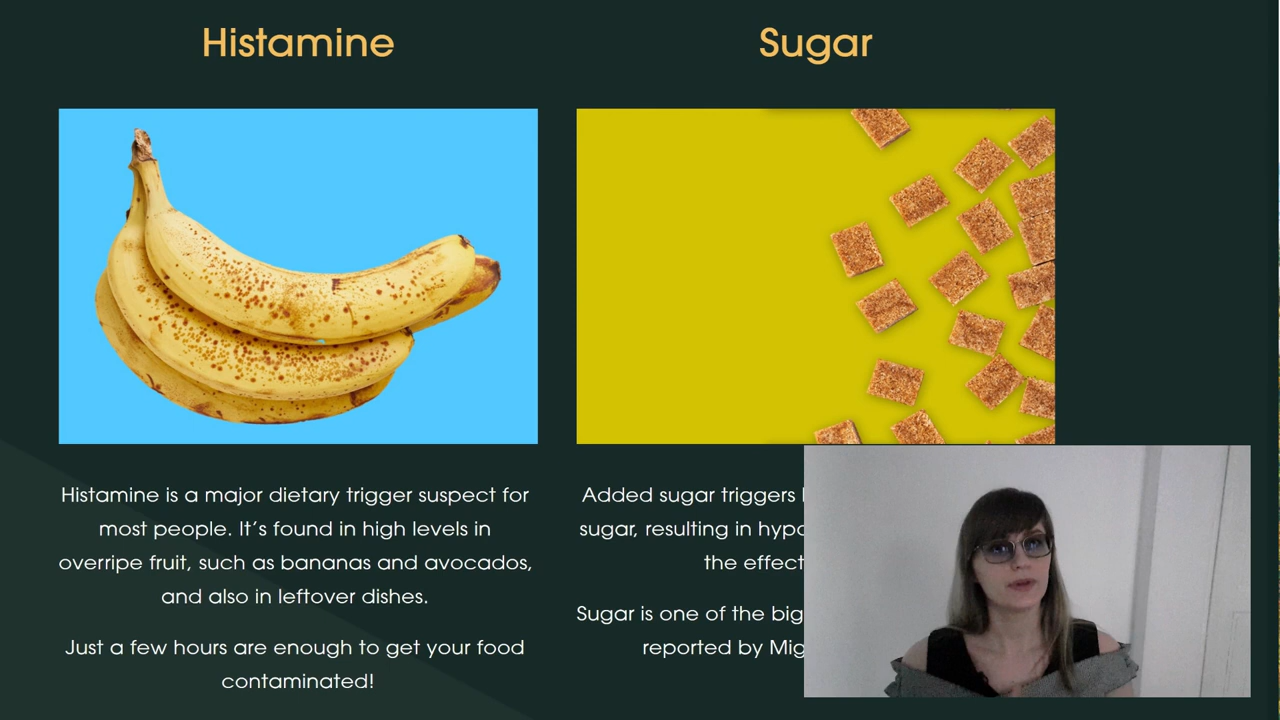 Histamine
Histamine is a major dietary trigger suspect for
most people. It’s found in high levels in
overripe fruit, such as bananas and avocados,
and also in leftover dishes.
Just a few hours are enough to get your food
contaminated!
Sugar
Added sugar triggers
sugar, resulting in
the effect
Sugar is one of the big
reported by